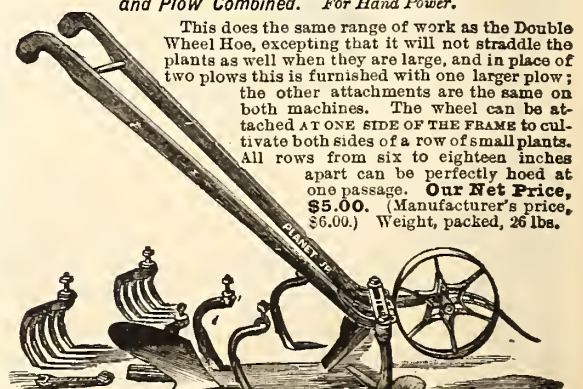 and Plow Combined. For Hand Power.
This does the same range of work as the Double
Wheel Hoe, excepting that it will not straddle the
plants as well when they are large, and in place of
two plows this is furnished with one larger plow;
the other attachments are the same on
both machines. The wheel can be at-
tached AT ONE SIDE OF THE FRAME to cul-
tivate both sides of a row of small plants.
All rows from six to eighteen inches
apart can be perfectly hoed at
one passage. Our Net Price,
$5.00. (Manufacturer's price,
$6.00.) Weight, packed, 26 lbs.
PLANET JR